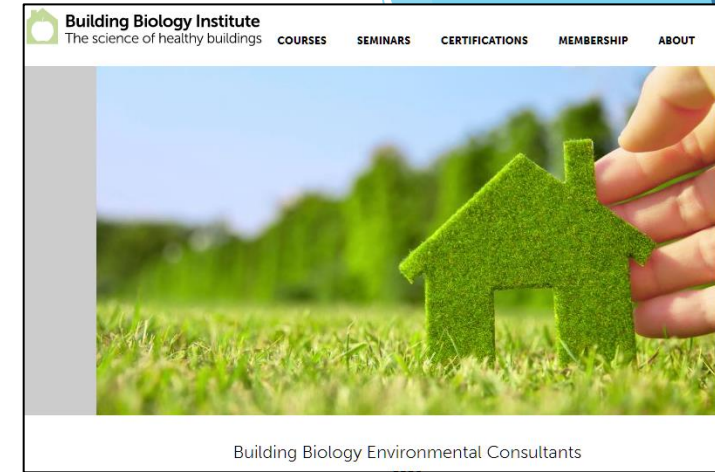 Building Biology Institute
The science of healthy buildings
COURSES SEMINARS CERTIFICATIONS MEMBERSHIP ABOUT
Building Biology Environmental Consultants